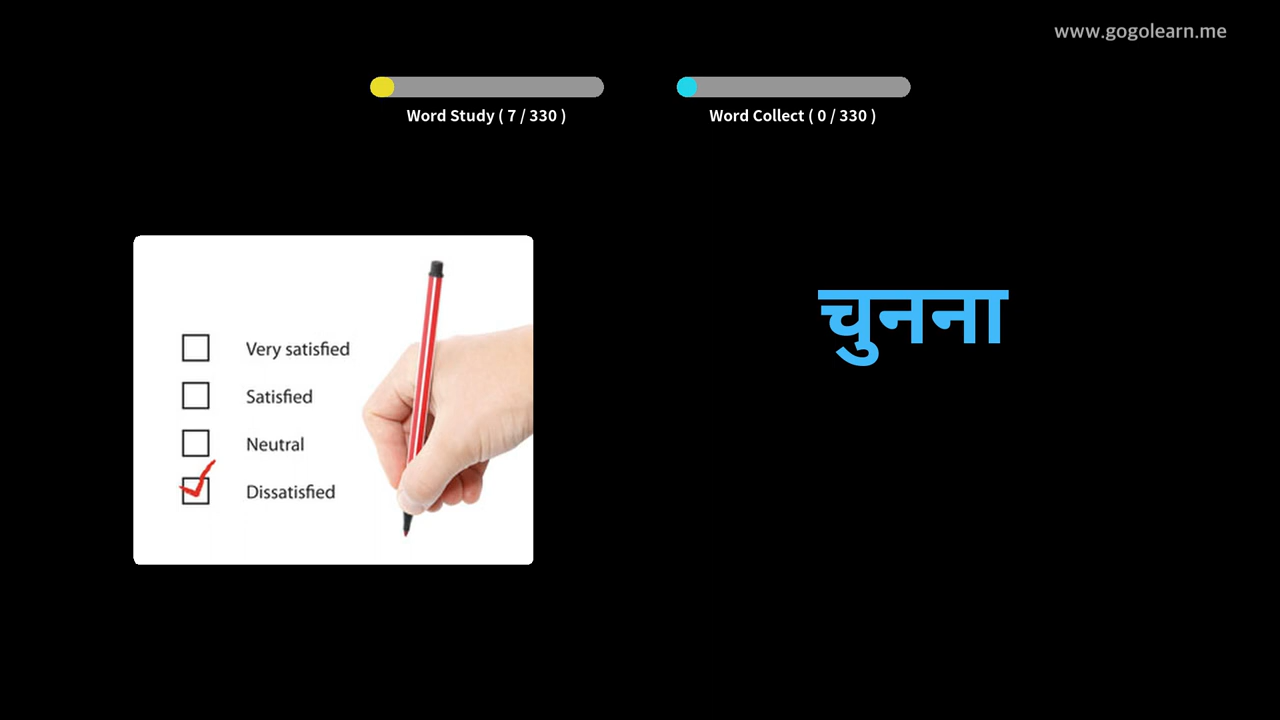 www.gogolearn.me
Word Study ( 7 / 330 )
Word Collect ( 0 / 330 )
Very satisfied
Satisfied
Neutral
Dissatisfied
चुनना